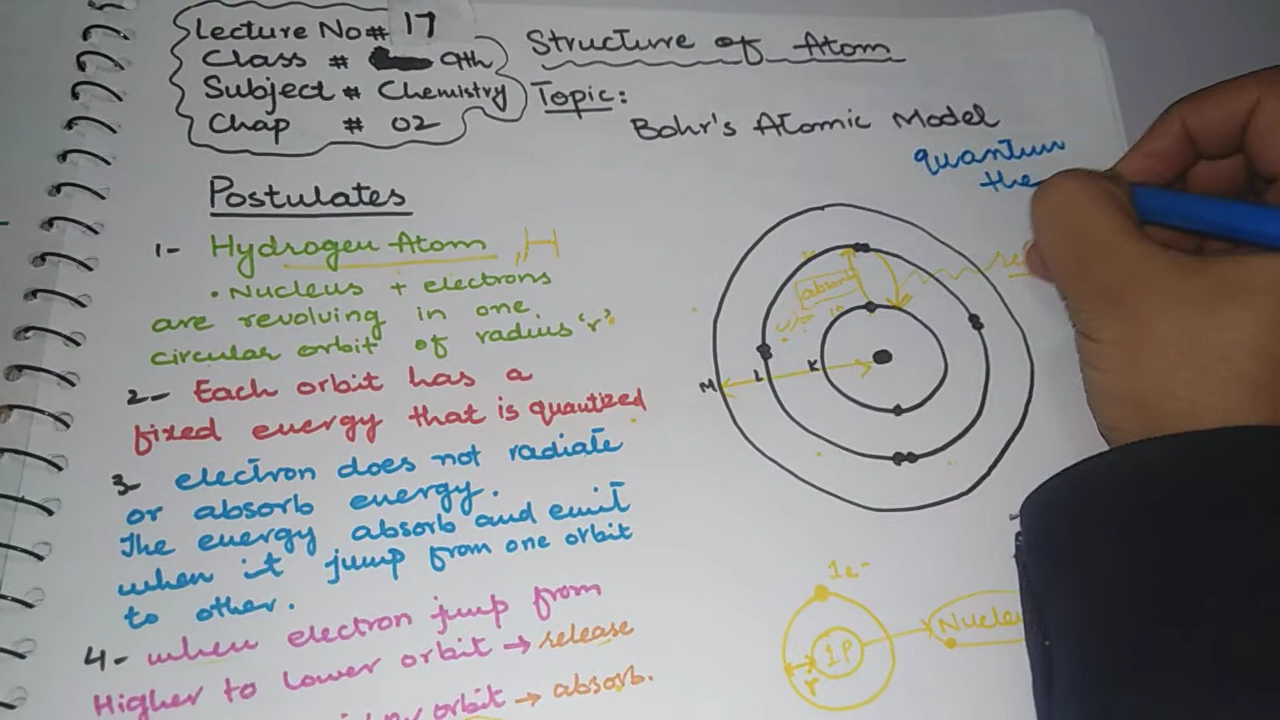 Lecture No# 17
Class # 9th
Subject # Chemistry
Chap # 02
Structure of Atom
Topic:
Bohr's Atomic Model
quantum
the
Postulates
1- Hydrogen Atom, H
• Nucleus + electrons
are revolving in one
circular orbit of radius 'r'
2- Each orbit has a
fixed energy that is quantized
3- electron does not radiate
or absorb energy.
The energy absorb and emit
when it jump from one orbit
to other.
4- when electron jump from
Higher to Lower orbit → release
orbit → absorb.
absorb
M L K
1e-
1P
r